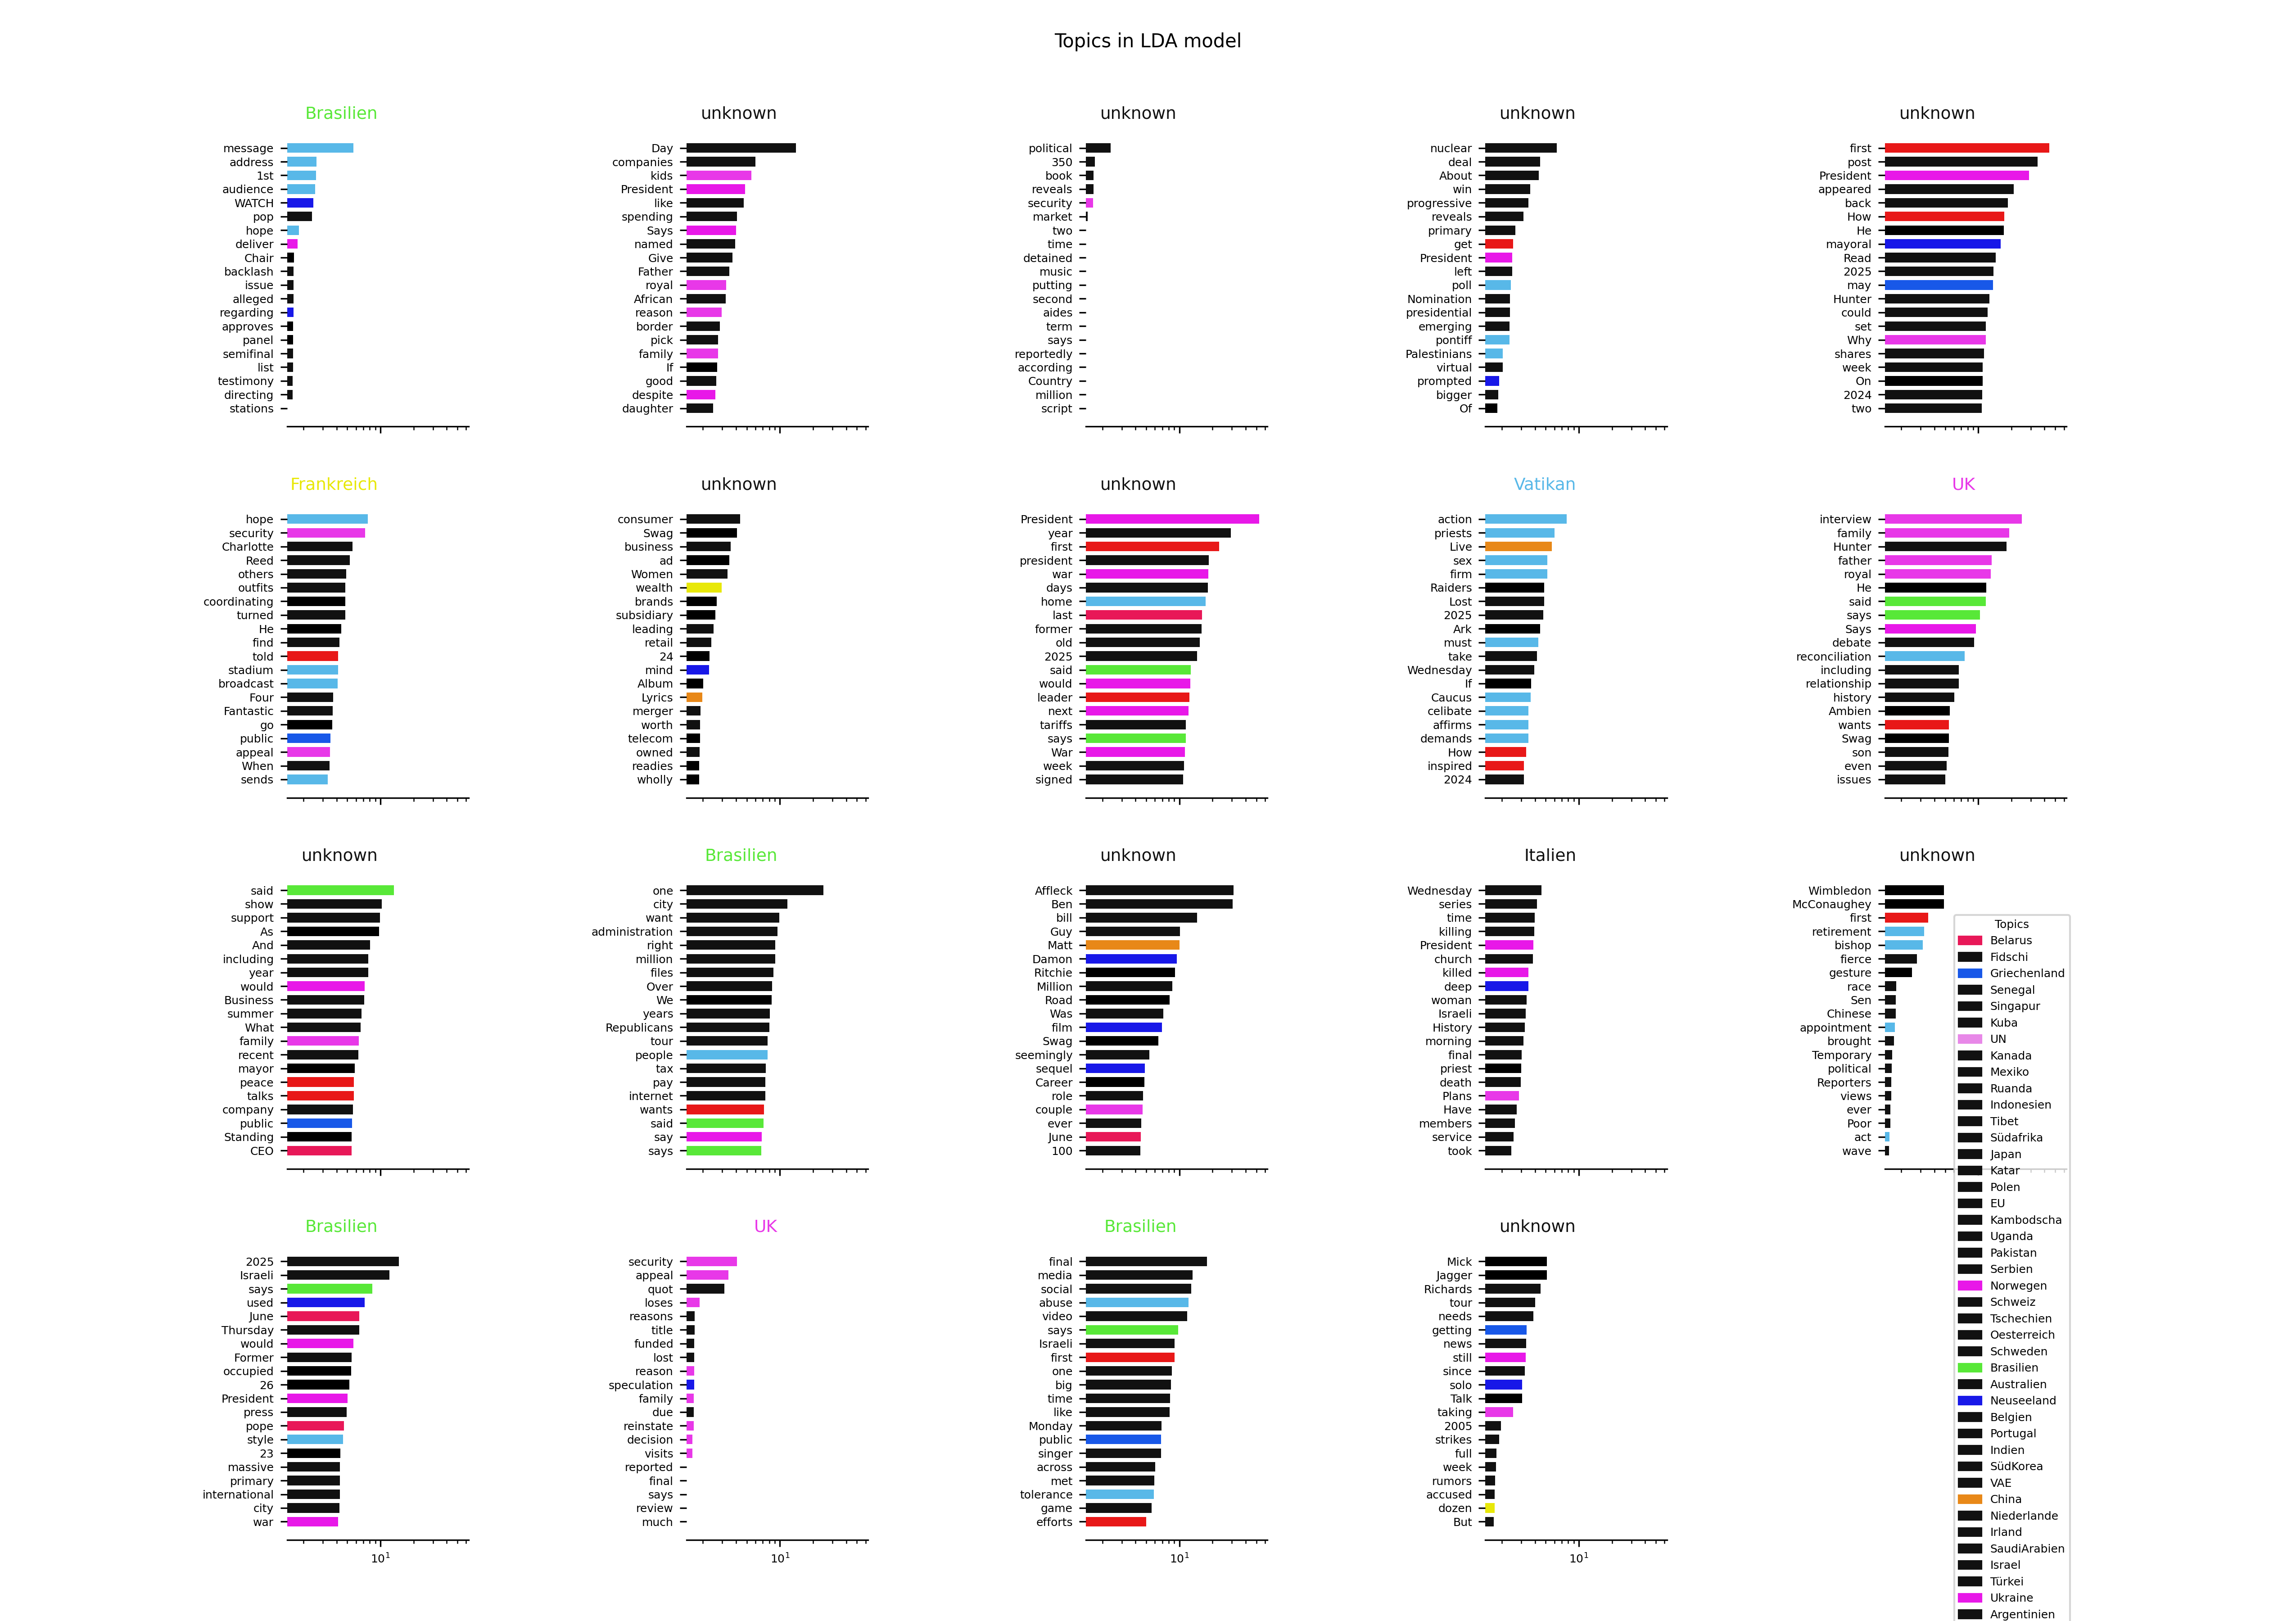 Topics in LDA model
Brasilien
message
address
1st
audience
WATCH
pop
hope
deliver
Chair
backlash
issue
alleged
regarding
approves
panel
semifinal
list
testimony
directing
stations
unknown
Day
companies
kids
President
like
spending
Says
named
Give
Father
royal
African
reason
border
pick
family
If
good
despite
daughter
unknown
political
350
book
reveals
security
market
two
time
detained
music
putting
second
aides
term
says
reportedly
according
Country
million
script
unknown
nuclear
deal
About
win
progressive
reveals
primary
get
President
left
poll
Nomination
presidential
emerging
pontiff
Palestinians
virtual
prompted
bigger
Of
unknown
first
post
President
appeared
back
How
He
mayoral
Read
2025
may
Hunter
could
set
Why
shares
week
On
2024
two
Frankreich
hope
security
Charlotte
Reed
others
outfits
coordinating
turned
He
find
told
stadium
broadcast
Four
Fantastic
go
public
appeal
When
sends
unknown
consumer
Swag
business
ad
Women
wealth
brands
subsidiary
leading
retail
24
mind
Album
Lyrics
merger
worth
telecom
owned
readies
wholly
unknown
President
year
first
president
war
days
home
last
former
old
2025
said
would
leader
next
tariffs
says
War
week
signed
Vatikan
action
priests
Live
sex
firm
Raiders
Lost
2025
Ark
must
take
Wednesday
If
Caucus
celibate
affirms
demands
How
inspired
2024
UK
interview
family
Hunter
father
royal
He
said
says
Says
debate
reconciliation
including
relationship
history
Ambien
wants
Swag
son
even
issues
unknown
said
show
support
As
And
including
year
would
Business
summer
What
family
recent
mayor
peace
talks
company
public
Standing
CEO
Brasilien
one
city
want
administration
right
million
files
Over
We
years
Republicans
tour
people
tax
pay
internet
wants
said
say
says
unknown
Affleck
Ben
bill
Guy
Matt
Damon
Ritchie
Million
Road
Was
film
Swag
seemingly
sequel
Career
role
couple
ever
June
100
Italien
Wednesday
series
time
killing
President
church
killed
deep
woman
Israeli
History
morning
final
priest
death
Plans
Have
members
service
took
unknown
Wimbledon
McConaughey
first
retirement
bishop
fierce
gesture
race
Sen
Chinese
appointment
brought
Temporary
political
Reporters
views
ever
Poor
act
wave
Brasilien
2025
Israeli
says
used
June
Thursday
would
Former
occupied
26
President
press
pope
style
23
massive
primary
international
city
war
10¹
UK
security
appeal
quot
loses
reasons
title
funded
lost
reason
speculation
family
due
reinstate
decision
visits
reported
final
says
review
much
10¹
Brasilien
final
media
social
abuse
video
says
Israeli
first
one
big
time
like
Monday
public
singer
across
met
tolerance
game
efforts
10¹
unknown
Mick
Jagger
Richards
tour
needs
getting
news
still
since
solo
Talk
taking
2005
strikes
full
week
rumors
accused
dozen
But
10¹
Topics
Belarus
Fidschi
Griechenland
Senegal
Singapur
Kuba
UN
Kanada
Mexiko
Ruanda
Indonesien
Tibet
Südafrika
Japan
Katar
Polen
EU
Kambodscha
Uganda
Pakistan
Serbien
Norwegen
Schweiz
Tschechien
Oesterreich
Schweden
Brasilien
Australien
Neuseeland
Belgien
Portugal
Indien
SüdKorea
VAE
China
Niederlande
Irland
SaudiArabien
Israel
Türkei
Ukraine
Argentinien